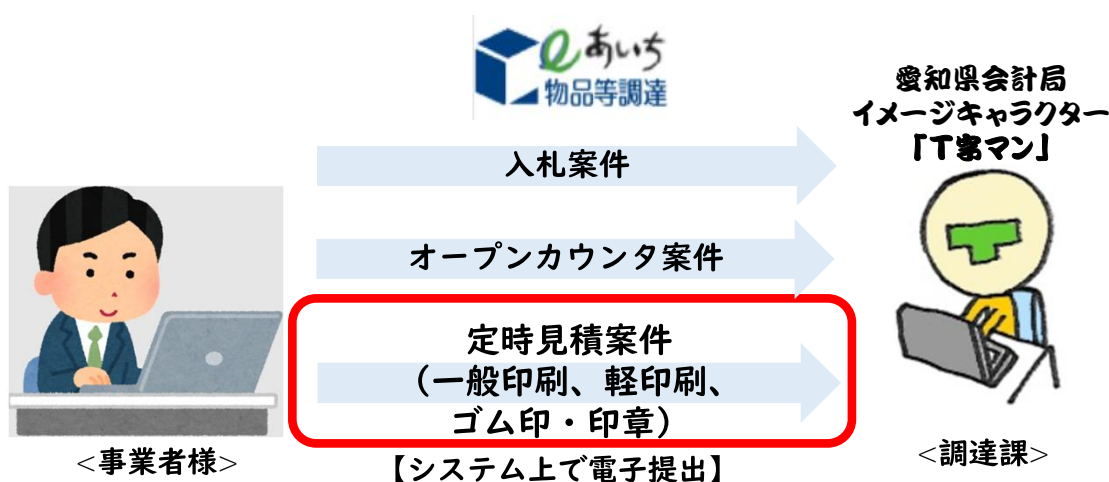 eあいち
物品等調達
愛知県会計局
イメージキャラクター
「T寧マン」
入札案件
オープンカウンタ案件
定時見積案件
（一般印刷、軽印刷、
ゴム印・印章）
<事業者様>
【システム上で電子提出】
<調達課>